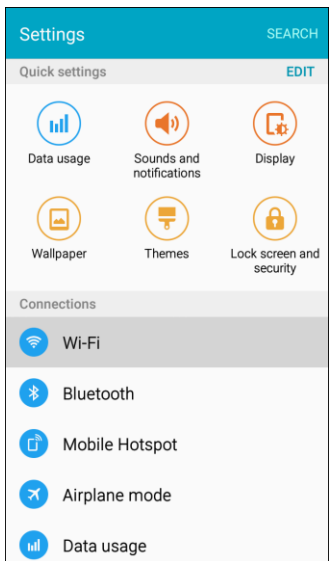 Settings SEARCH
Quick settings EDIT
Data usage Sounds and notifications Display
Wallpaper Themes Lock screen and security
Connections
Wi-Fi
Bluetooth
Mobile Hotspot
Airplane mode
Data usage